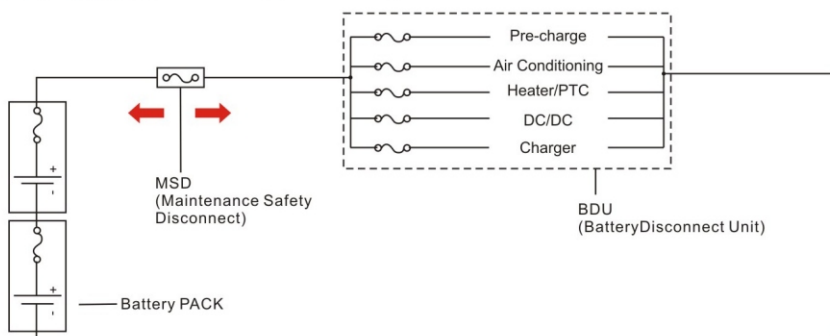 Pre-charge
Air Conditioning
Heater/PTC
DC/DC
Charger
MSD
(Maintenance Safety
Disconnect)
BDU
(BatteryDisconnect Unit)
+
-
+
-
Battery PACK